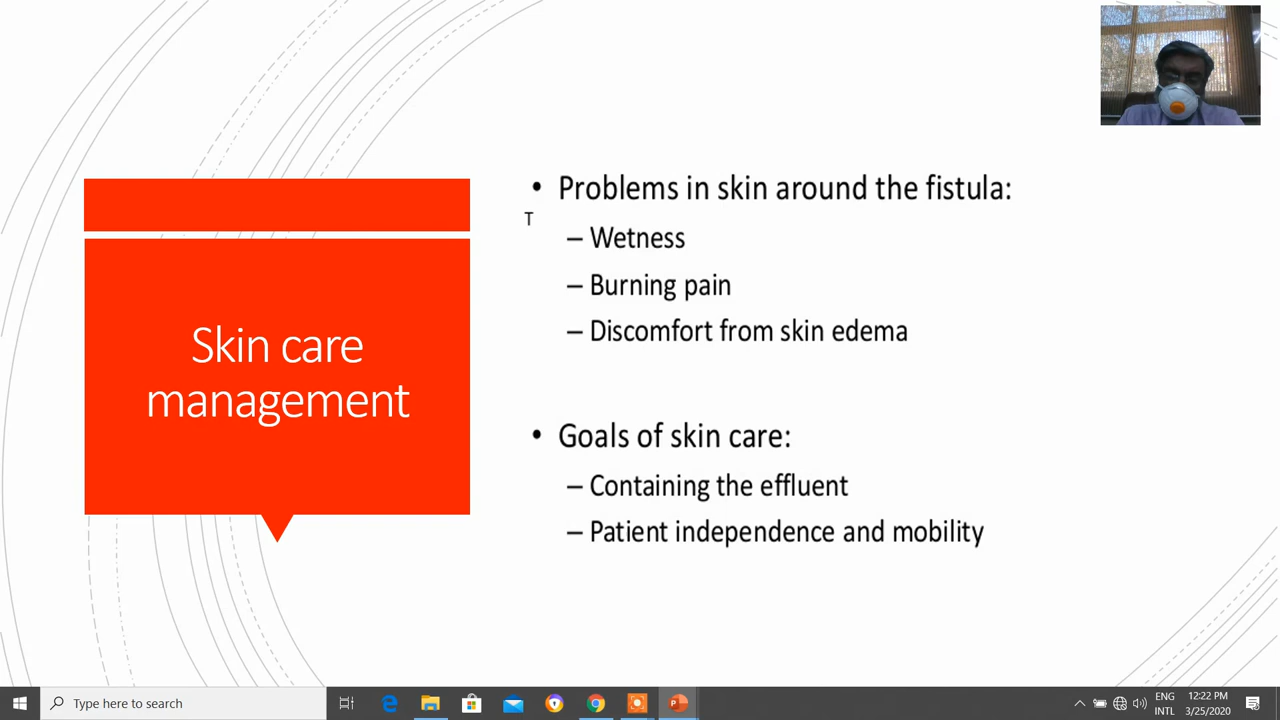 Skin care
management
• Problems in skin around the fistula:
T
– Wetness
– Burning pain
– Discomfort from skin edema
• Goals of skin care:
– Containing the effluent
– Patient independence and mobility
Type here to search
ENG
INTL
12:22 PM
3/25/2020